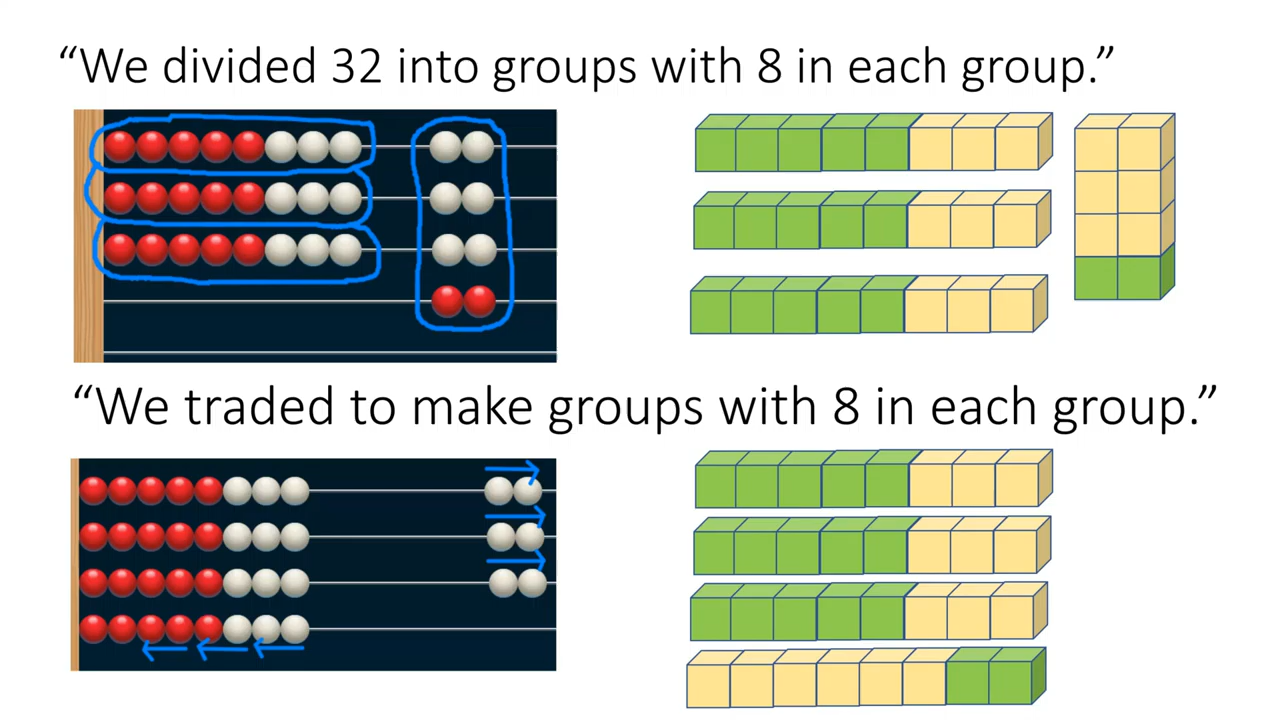 “We divided 32 into groups with 8 in each group.”
“We traded to make groups with 8 in each group.”